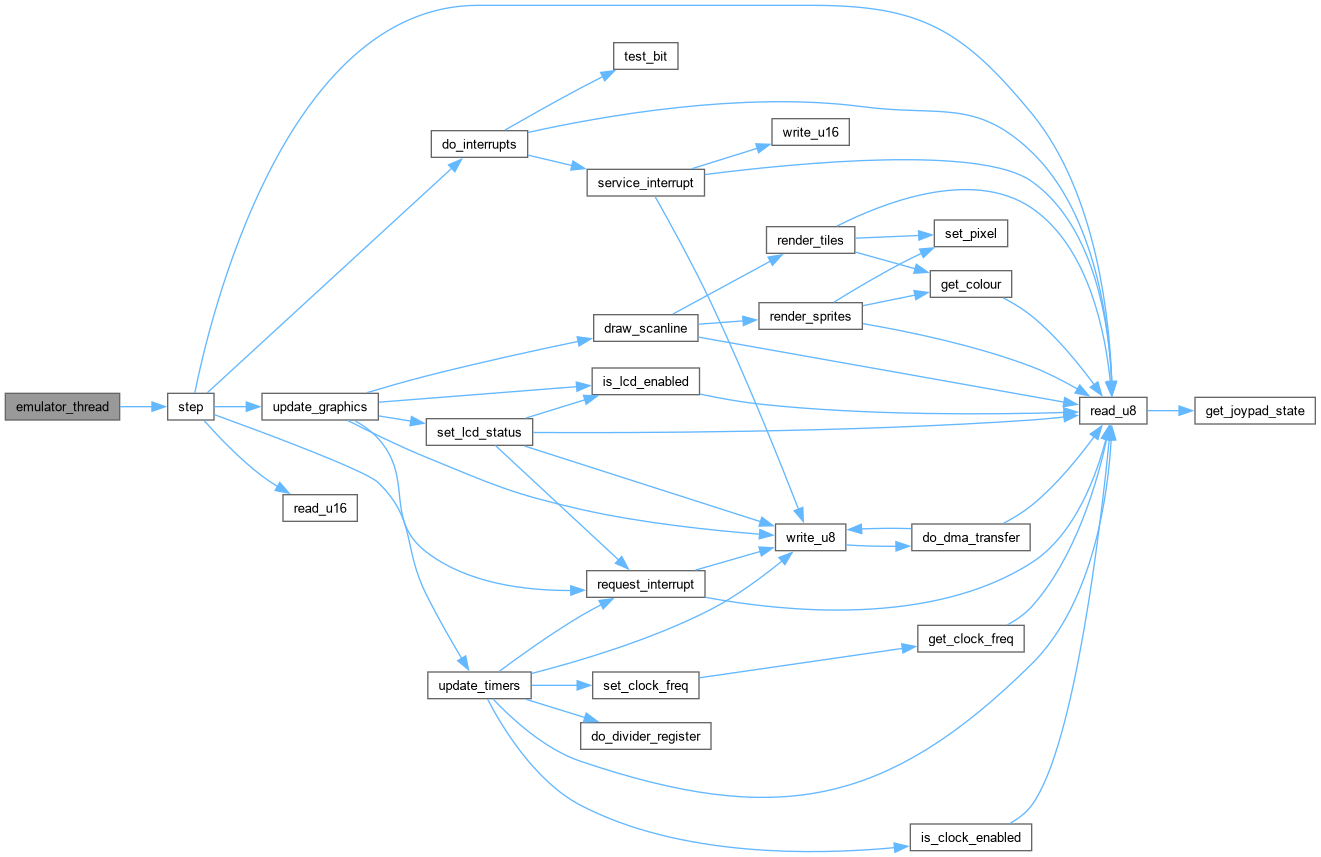 test_bit
do_interrupts
write_u16
service_interrupt
render_tiles
set_pixel
get_colour
render_sprites
draw_scanline
is_lcd_enabled
emulator_thread
step
update_graphics
read_u8
get_joypad_state
set_lcd_status
read_u16
write_u8
do_dma_transfer
request_interrupt
get_clock_freq
update_timers
set_clock_freq
do_divider_register
is_clock_enabled